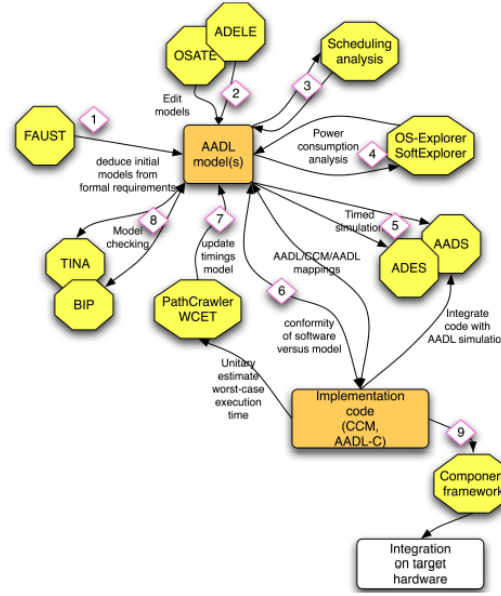 ADELE
OSATE
Scheduling
analysis
Edit
models
2
3
FAUST
1
AADL
model(s)
Power
consumption
analysis
4
OS-Explorer
SoftExplorer
deduce initial
models from
formal requirements
8
Model
checking
7
update
timings
model
Timed
simulation
5
AADS
ADES
TINA
BIP
AADL/CCM/AADL
mappings
PathCrawler
WCET
6
conformity
of software
versus model
Integrate
code with
AADL simulation
Unitary
estimate
worst-case
execution
time
Implementation
code
(CCM,
AADL-C)
9
Component
framework
Integration
on target
hardware